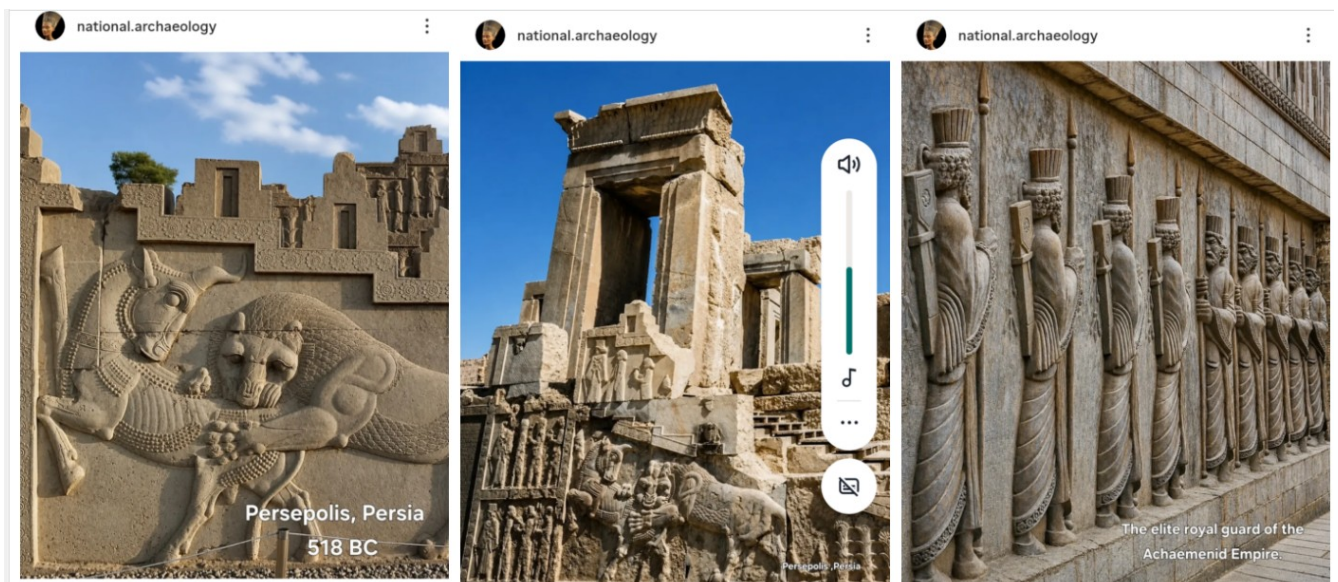 national.archaeology
Persepolis, Persia
518 BC
national.archaeology
Persepolis ,Persia
national.archaeology
The elite royal guard of the
Achaemenid Empire.